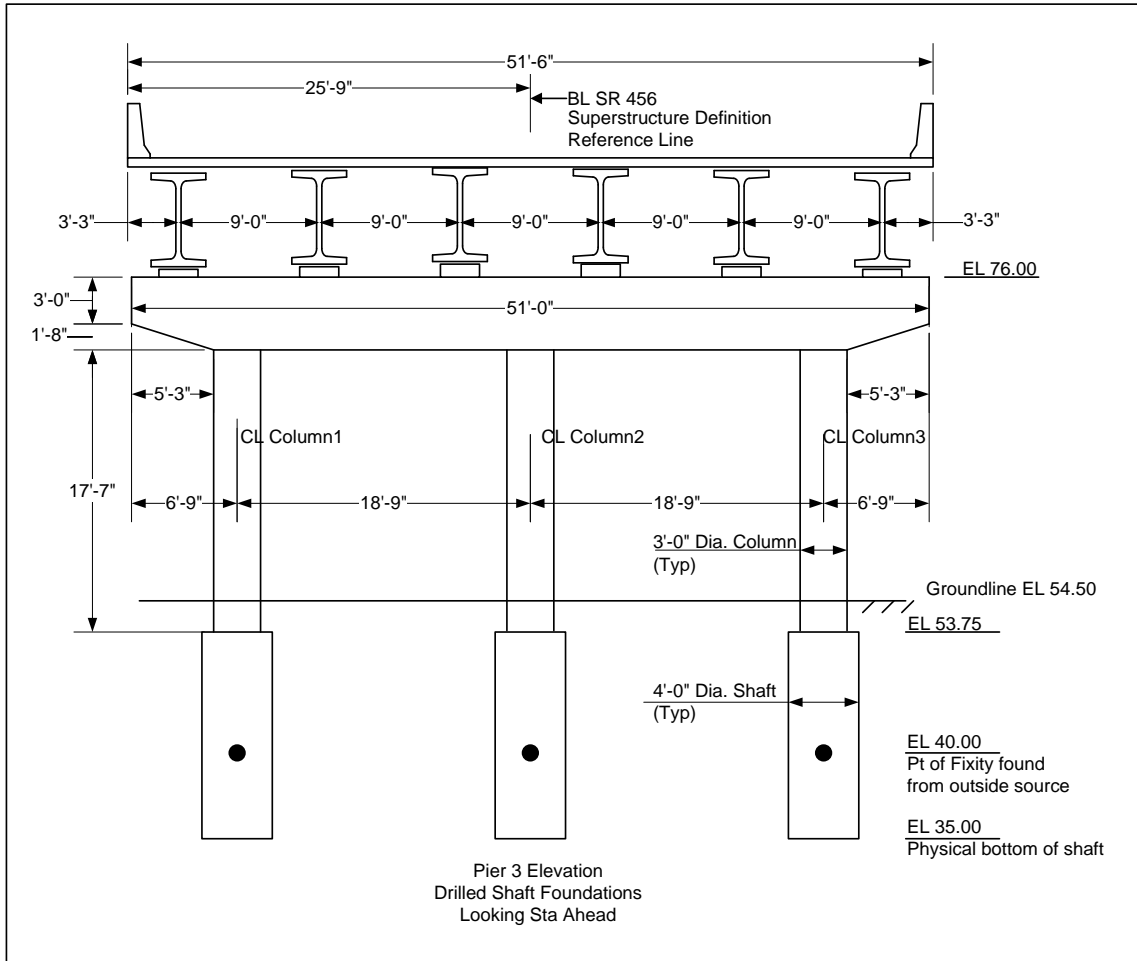 51'-6"
25'-9"
BL SR 456
Superstructure Definition
Reference Line
3'-3"
9'-0"
9'-0"
9'-0"
9'-0"
9'-0"
3'-3"
EL 76.00
3'-0"
51'-0"
1'-8"
5'-3"
5'-3"
CL Column1
CL Column2
CL Column3
17'-7"
6'-9"
18'-9"
18'-9"
6'-9"
3'-0" Dia. Column
(Typ)
Groundline EL 54.50
EL 53.75
4'-0" Dia. Shaft
(Typ)
EL 40.00
Pt of Fixity found
from outside source
EL 35.00
Physical bottom of shaft
Pier 3 Elevation
Drilled Shaft Foundations
Looking Sta Ahead